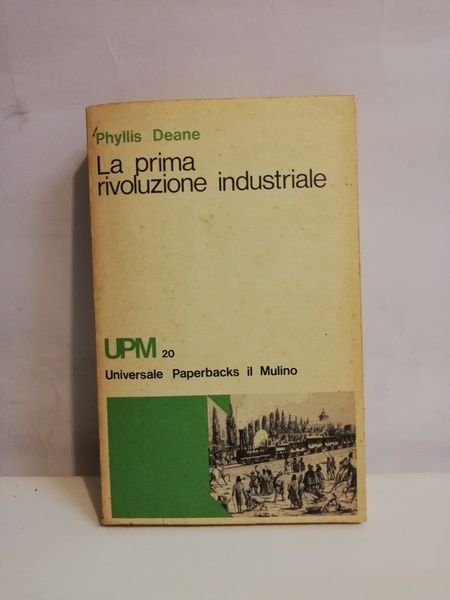 Phyllis Deane
La prima
rivoluzione industriale
UPM 20
Universale Paperbacks il Mulino